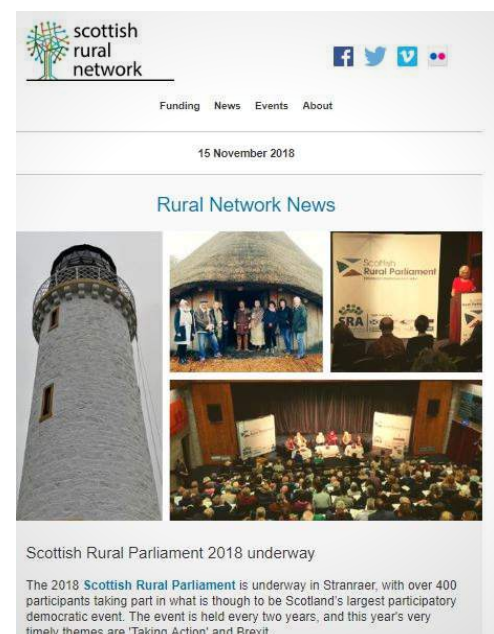 scottish
rural
network
Funding News Events About
15 November 2018
Rural Network News
Scottish
Rural Parliament
SRA
Scottish Rural Parliament 2018 underway
The 2018 Scottish Rural Parliament is underway in Stranraer, with over 400
participants taking part in what is though to be Scotland's largest participatory
democratic event. The event is held every two years, and this year's very
timely themes are 'Taking Action' and Brexit